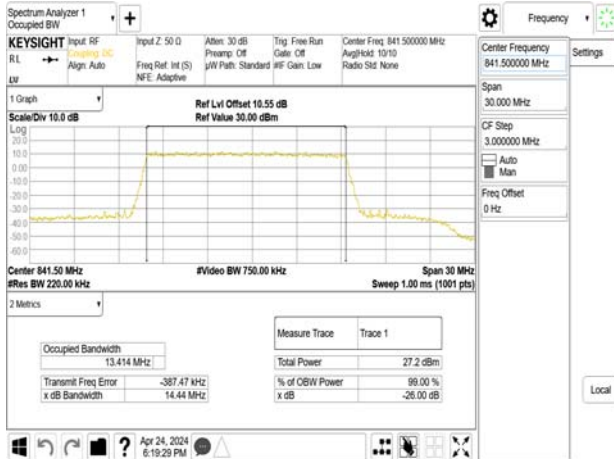 Spectrum Analyzer 1
Occupied BW
+
Frequency
KEYSIGHT
RL
Input: RF
Coupling: DC
Align: Auto
Input Z: 50 Ω
Freq Ref: Int (S)
NFE: Adaptive
Atten: 30 dB
Preamp: Off
µW Path: Standard
Trig: Free Run
Gate: Off
#IF Gain: Low
Center Freq: 841.500000 MHz
Avg|Hold: 10/10
Radio Std: None
Center Frequency
841.500000 MHz
Settings
Span
30.000 MHz
CF Step
3.000000 MHz
Auto
Man
Freq Offset
0 Hz
Local
1 Graph
Scale/Div 10.0 dB
Ref Lvl Offset 10.55 dB
Ref Value 30.00 dBm
Log
20.0
10.0
0.00
-10.0
-20.0
-30.0
-40.0
-50.0
-60.0
Center 841.50 MHz
#Res BW 220.00 kHz
#Video BW 750.00 kHz
Span 30 MHz
Sweep 1.00 ms (1001 pts)
2 Metrics
Measure Trace Trace 1
Occupied Bandwidth
13.414 MHz
Total Power 27.2 dBm
Transmit Freq Error -387.47 kHz
% of OBW Power 99.00 %
x dB Bandwidth 14.44 MHz
x dB -26.00 dB
?
Apr 24, 2024
6:19:29 PM